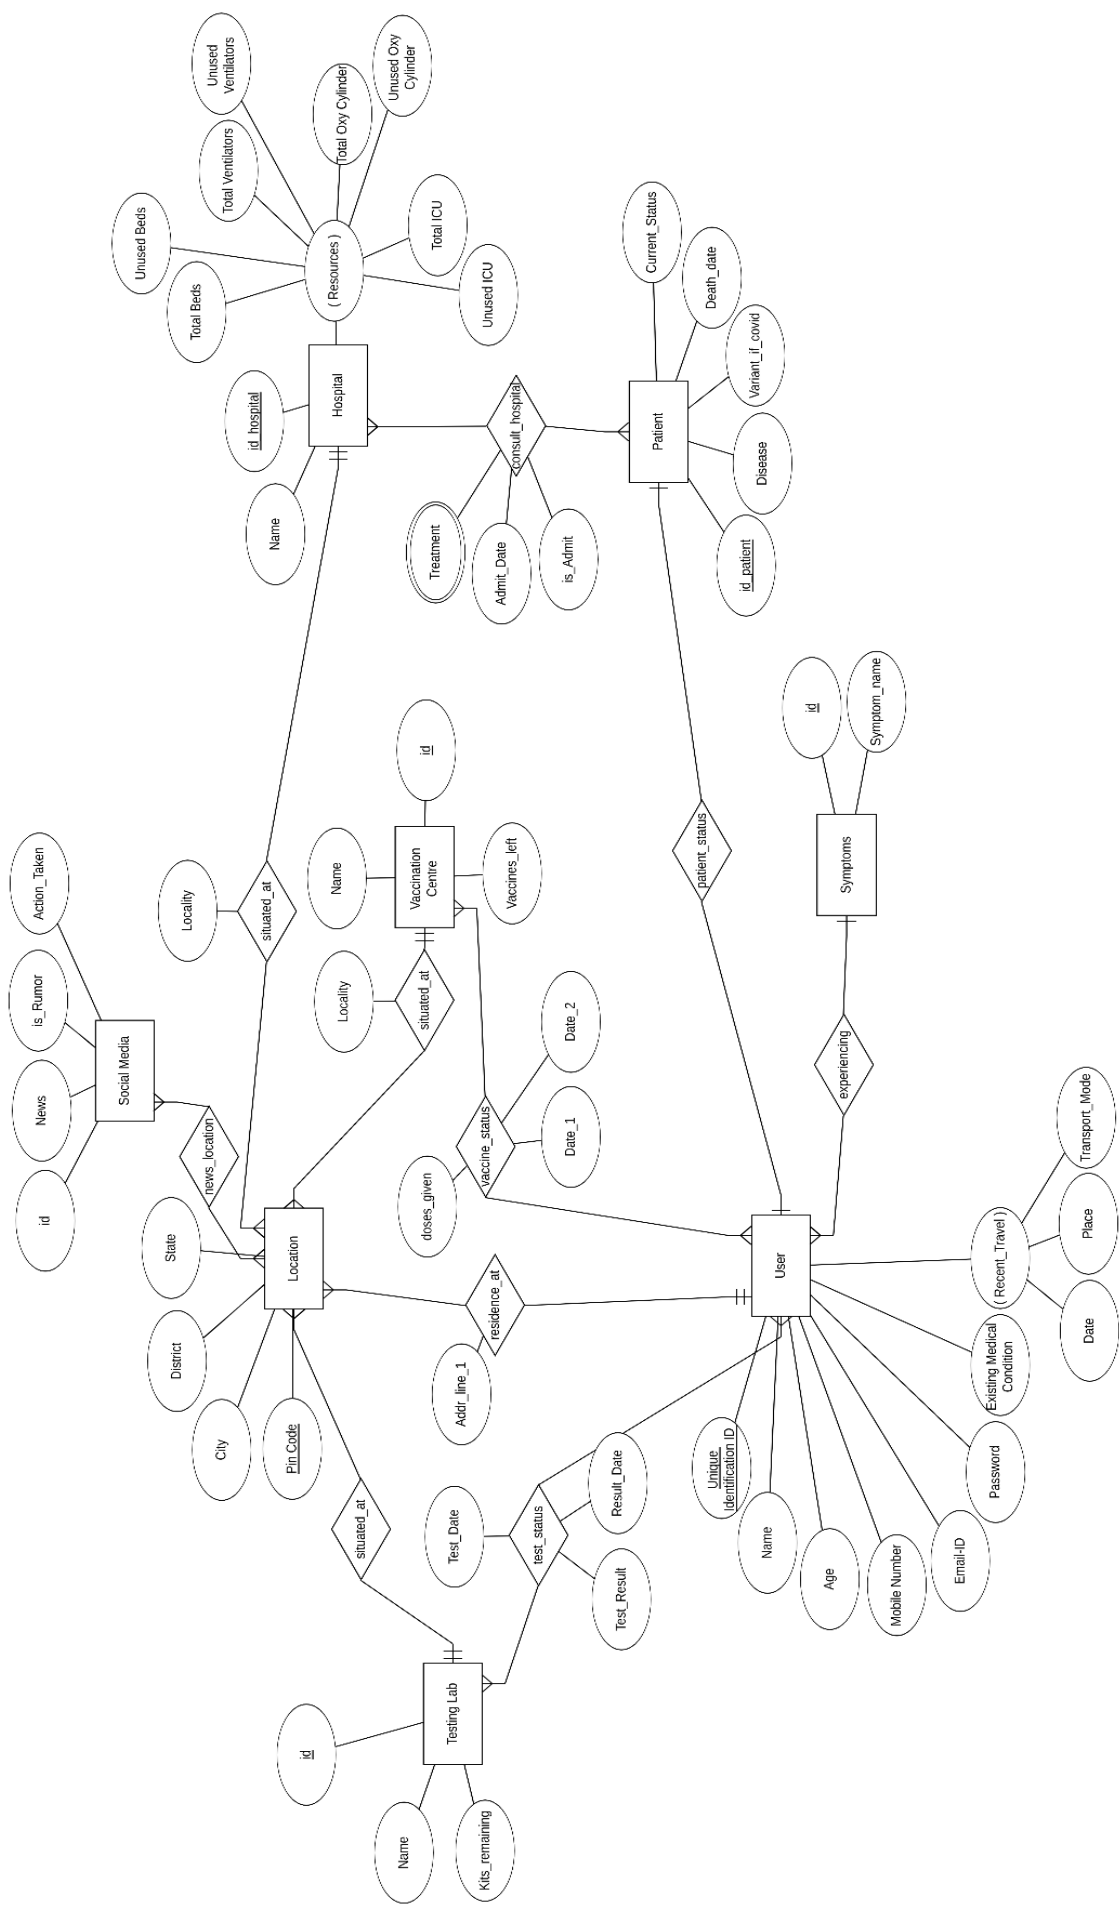 id
News
is_Rumor
Action_Taken
Social Media
Unused Beds
District
State
Locality
Total Beds
news_location
City
Total Ventilators
Unused
Ventilators
situated_at
Name
id_hospital
id
Pin Code
Location
Locality
Name
Hospital
( Resources )
Total Oxy Cylinder
situated_at
Name
Kits_remaining
Testing Lab
Test_Date
Addr_line_1
doses_given
situated_at
Vaccination
Centre
id
Treatment
Unused Oxy
Cylinder
Total ICU
residence_at
vaccine_status
Vaccines_left
Admit_Date
consult_hospital
Unused ICU
test_status
Date_1
Date_2
is_Admit
Test_Result
Result_Date
patient_status
Patient
Current_Status
Unique
Identification ID
Death_date
Name
User
id_patient
Disease
Variant_if_covid
Age
experiencing
Symptoms
id
Symptom_name
Mobile Number
Email-ID
Password
Existing Medical
Condition
( Recent_Travel )
Date
Place
Transport_Mode